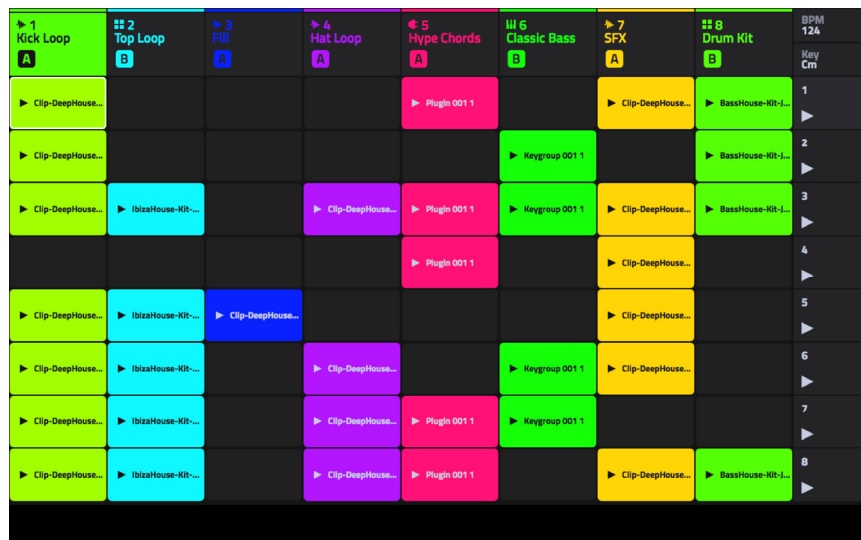 1
Kick Loop
A
2
Top Loop
B
3
Fill
A
4
Hat Loop
A
5
Hype Chords
A
6
Classic Bass
B
7
SFX
A
8
Drum Kit
B
BPM
124
Key
Cm
Clip-DeepHouse... Plugin 001 1 Clip-DeepHouse... BassHouse-Kit-J... 1
Clip-DeepHouse... Keygroup 001 1 BassHouse-Kit-J... 2
Clip-DeepHouse... IbizaHouse-Kit-... Clip-DeepHouse... Plugin 001 1 Keygroup 001 1 Clip-DeepHouse... BassHouse-Kit-J... 3
Plugin 001 1 Clip-DeepHouse... 4
Clip-DeepHouse... IbizaHouse-Kit-... Clip-DeepHouse... Clip-DeepHouse... 5
Clip-DeepHouse... IbizaHouse-Kit-... Clip-DeepHouse... Keygroup 001 1 Clip-DeepHouse... 6
Clip-DeepHouse... IbizaHouse-Kit-... Clip-DeepHouse... Plugin 001 1 Keygroup 001 1 7
Clip-DeepHouse... IbizaHouse-Kit-... Clip-DeepHouse... Plugin 001 1 Clip-DeepHouse... BassHouse-Kit-J... 8